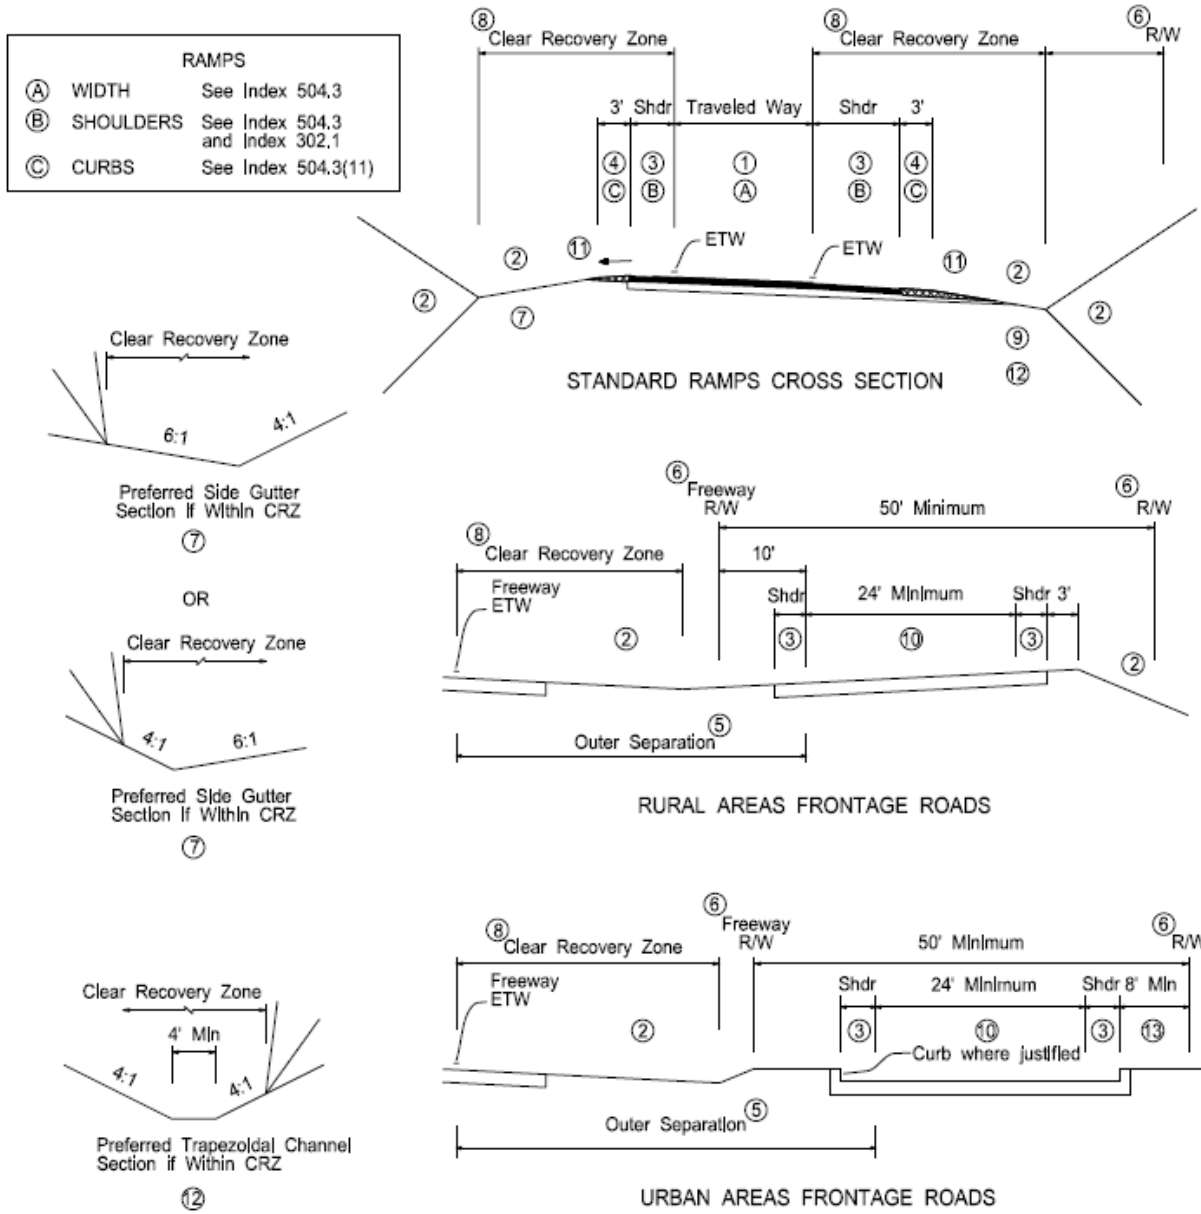 RAMPS
Ⓐ WIDTH See Index 504.3
Ⓑ SHOULDERS See Index 504.3
and Index 302.1
Ⓒ CURBS See Index 504.3(11)
⑧ Clear Recovery Zone
⑧ Clear Recovery Zone
⑥ R/W
3' Shdr Traveled Way Shdr 3'
④ ③ ① ③ ④
Ⓒ Ⓑ Ⓐ Ⓑ Ⓒ
② ⑪ ETW ETW ⑪ ②
② ⑦ ②
⑨
⑫
STANDARD RAMPS CROSS SECTION
Clear Recovery Zone
6:1 4:1
Preferred Side Gutter
Section If Within CRZ
⑦
OR
Clear Recovery Zone
4:1 6:1
Preferred Side Gutter
Section If Within CRZ
⑦
⑥ Freeway
R/W
50' Minimum
⑥ R/W
⑧ Clear Recovery Zone
10'
Freeway
ETW
Shdr 24' Minimum Shdr 3'
② ③ ⑩ ③ ②
Outer Separation ⑤
RURAL AREAS FRONTAGE ROADS
Clear Recovery Zone
4' Min
4:1 4:1
Preferred Trapezoidal Channel
Section if Within CRZ
⑫
⑥ Freeway
R/W
50' Minimum
⑥ R/W
⑧ Clear Recovery Zone
Freeway
ETW
Shdr 24' Minimum Shdr 8' Min
② ③ ⑩ ③ ⑬
Curb where justified
Outer Separation ⑤
URBAN AREAS FRONTAGE ROADS